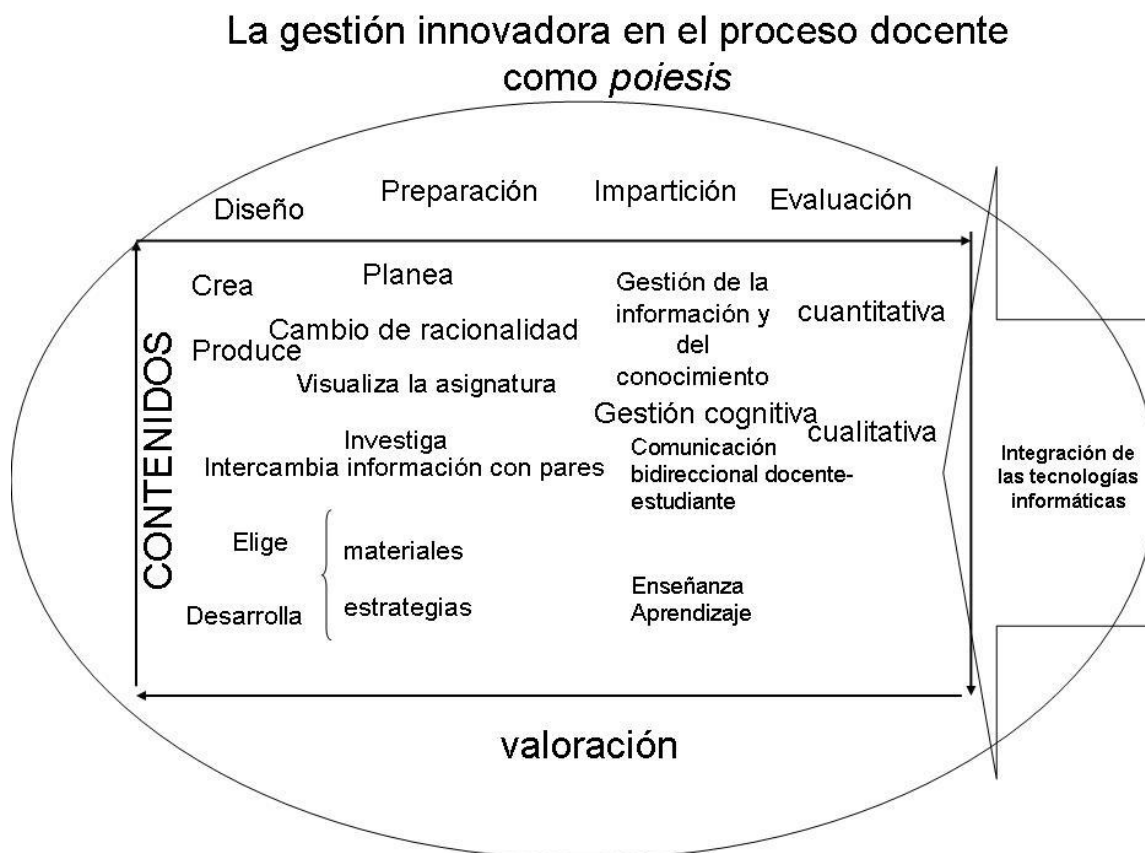 La gestión innovadora en el proceso docente
como poiesis
Diseño
Preparación
Impartición
Evaluación
CONTENIDOS
Crea
Produce
Planea
Cambio de racionalidad
Visualiza la asignatura
Investiga
Intercambia información con pares
Elige
Desarrolla
materiales
estrategias
Gestión de la
información y
del
conocimiento
Gestión cognitiva
Comunicación
bidireccional docente-
estudiante
Enseñanza
Aprendizaje
cuantitativa
cualitativa
Integración de
las tecnologías
informáticas
valoración